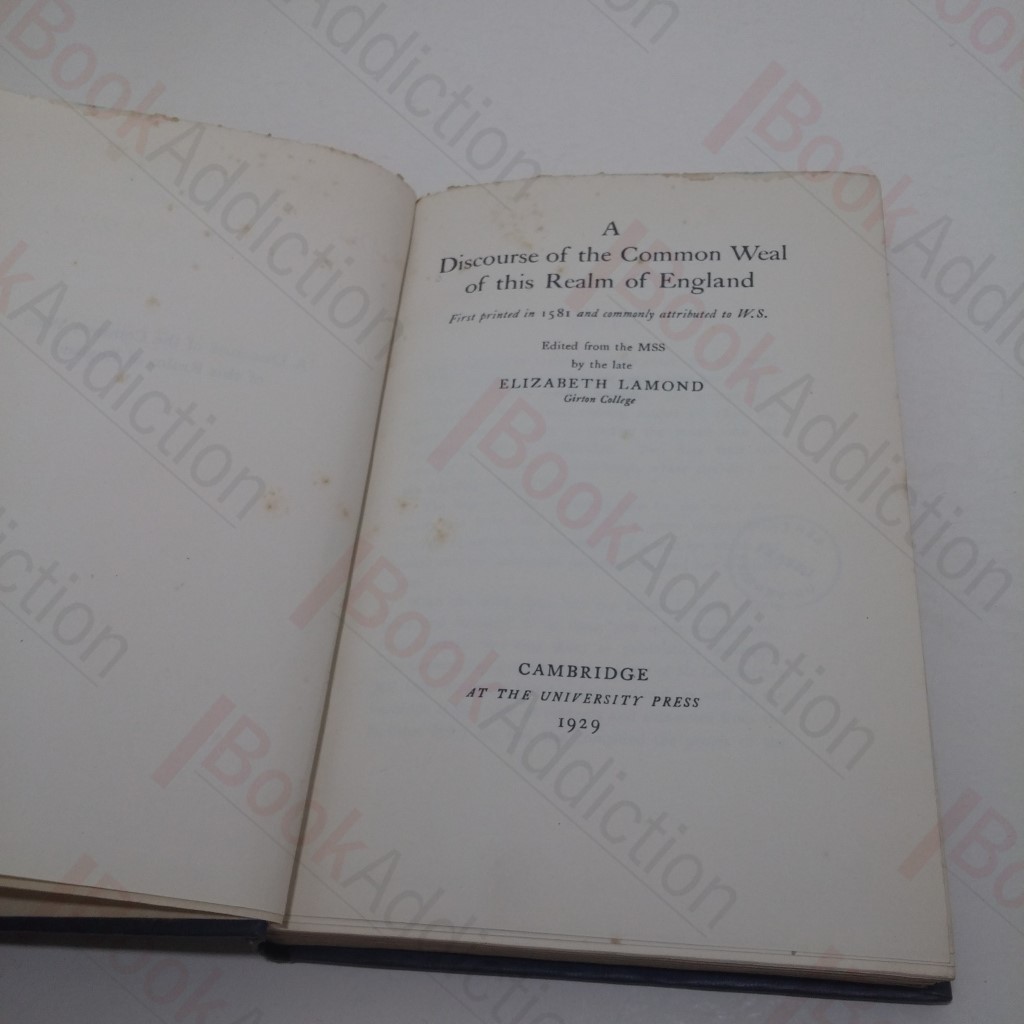 A
Discourse of the Common Weal
of this Realm of England
First printed in 1581 and commonly attributed to W.S.
Edited from the MSS
by the late
ELIZABETH LAMOND
Girton College
CAMBRIDGE
AT THE UNIVERSITY PRESS
1929
BookAddiction